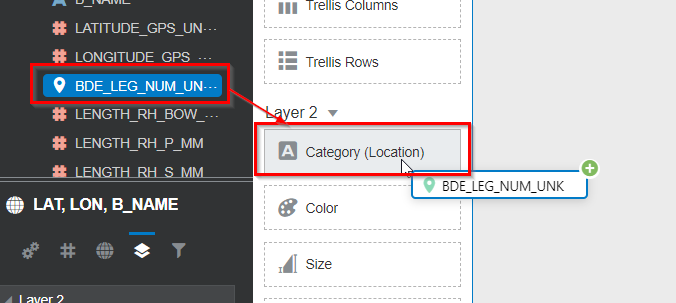 B_NAME
LATITUDE_GPS_UN···
LONGITUDE_GPS_···
BDE_LEG_NUM_UN···
LENGTH_RH_BOW_···
LENGTH_RH_P_MM
LENGTH_RH_S_MM
LAT, LON, B_NAME
Layer 2
Trellis Columns
Trellis Rows
Layer 2
A Category (Location)
BDE_LEG_NUM_UNK
Color
Size